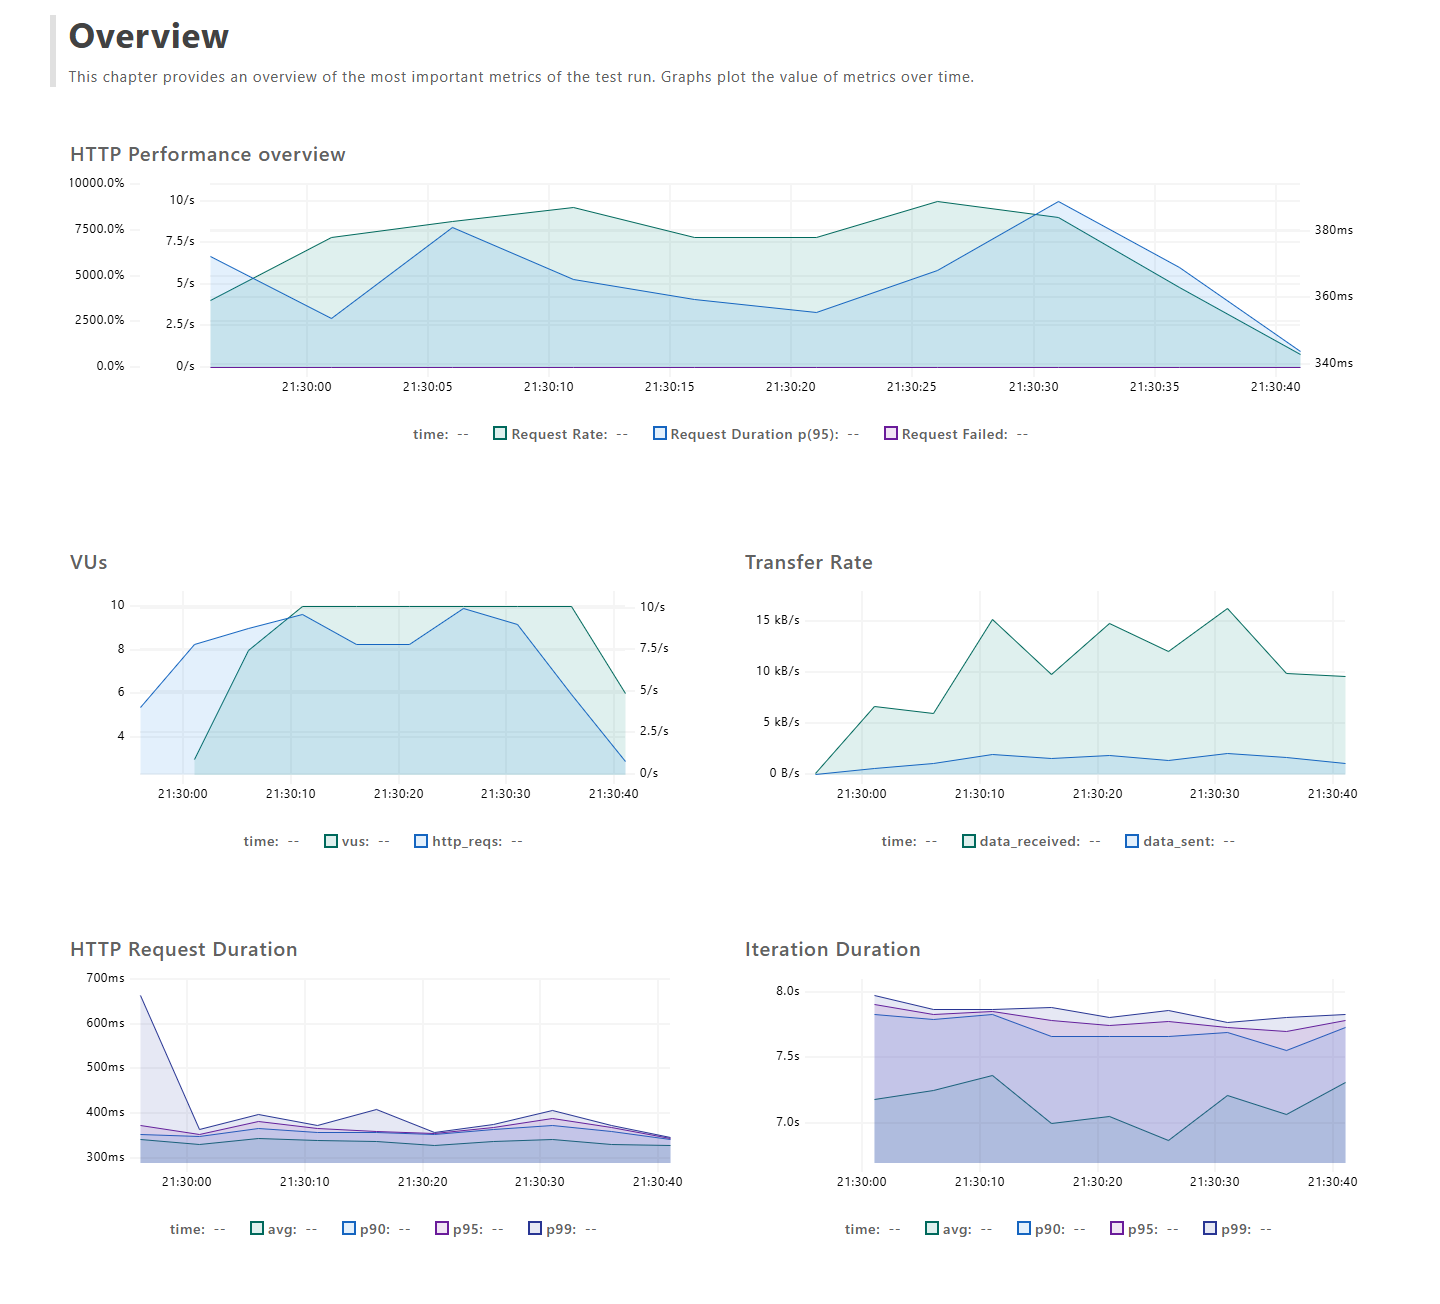 Overview
This chapter provides an overview of the most important metrics of the test run. Graphs plot the value of metrics over time.
HTTP Performance overview
10000.0%
7500.0%
5000.0%
2500.0%
0.0%
10/s
7.5/s
5/s
2.5/s
0/s
380ms
360ms
340ms
21:30:00 21:30:05 21:30:10 21:30:15 21:30:20 21:30:25 21:30:30 21:30:35 21:30:40
time: -- Request Rate: -- Request Duration p(95): -- Request Failed: --
VUs
10
8
6
4
10/s
7.5/s
5/s
2.5/s
0/s
21:30:00 21:30:10 21:30:20 21:30:30 21:30:40
time: -- vus: -- http_reqs: --
Transfer Rate
15 kB/s
10 kB/s
5 kB/s
0 B/s
21:30:00 21:30:10 21:30:20 21:30:30 21:30:40
time: -- data_received: -- data_sent: --
HTTP Request Duration
700ms
600ms
500ms
400ms
300ms
21:30:00 21:30:10 21:30:20 21:30:30 21:30:40
time: -- avg: -- p90: -- p95: -- p99: --
Iteration Duration
8.0s
7.5s
7.0s
21:30:00 21:30:10 21:30:20 21:30:30 21:30:40
time: -- avg: -- p90: -- p95: -- p99: --